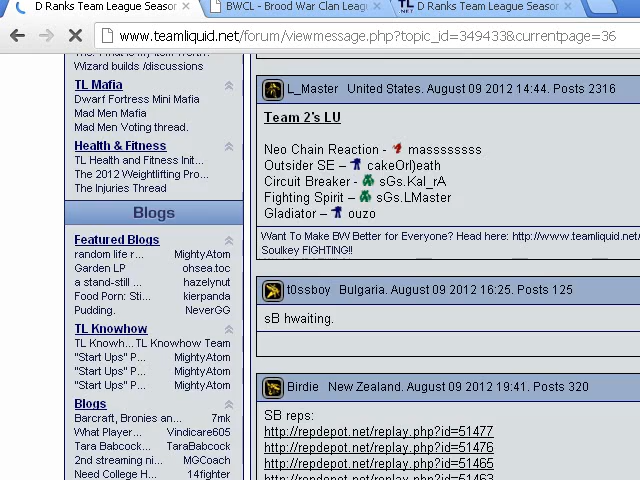 D Ranks Team League Season
BWCL - Brood War Clan Leag
D Ranks Team League Season
www.teamliquid.net/forum/viewmessage.php?topic_id=349433&currentpage=36
Wizard builds /discussions
TL Mafia
Dwarf Fortress Mini Mafia
Mad Men Mafia
Mad Men Voting thread.
Health & Fitness
TL Health and Fitness Init...
The 2012 Weightlifting Pro...
The Injuries Thread
Blogs
Featured Blogs
random life r... MightyAtom
Garden LP ohsea.toc
a stand-still ... hazelynut
Food Porn: Sti... kierpanda
Pudding. NeverGG
TL Knowhow
TL Knowh... TL Knowhow Team
"Start Ups" P... MightyAtom
"Start Ups" P... MightyAtom
"Start Ups" P... MightyAtom
Blogs
Barcraft, Bronies an... 7mk
What Player... Vindicare605
Tara Babcock... TaraBabcock
2nd streaming ni... MGCoach
Need College H... 14fighter
L_Master United States. August 09 2012 14:44. Posts 2316
Team 2's LU
Neo Chain Reaction - masssssssss
Outsider SE – cakeOrl)eath
Circuit Breaker - sGs.Kal_rA
Fighting Spirit – sGs.LMaster
Gladiator – ouzo
Want To Make BW Better for Everyone? Head here: http://www.teamliquid.net/
Soulkey FIGHTING!!
t0ssboy Bulgaria. August 09 2012 16:25. Posts 125
sB hwaiting.
Birdie New Zealand. August 09 2012 19:41. Posts 320
SB reps:
http://repdepot.net/replay.php?id=51477
http://repdepot.net/replay.php?id=51476
http://repdepot.net/replay.php?id=51465
http://repdepot.net/replay.php?id=51463